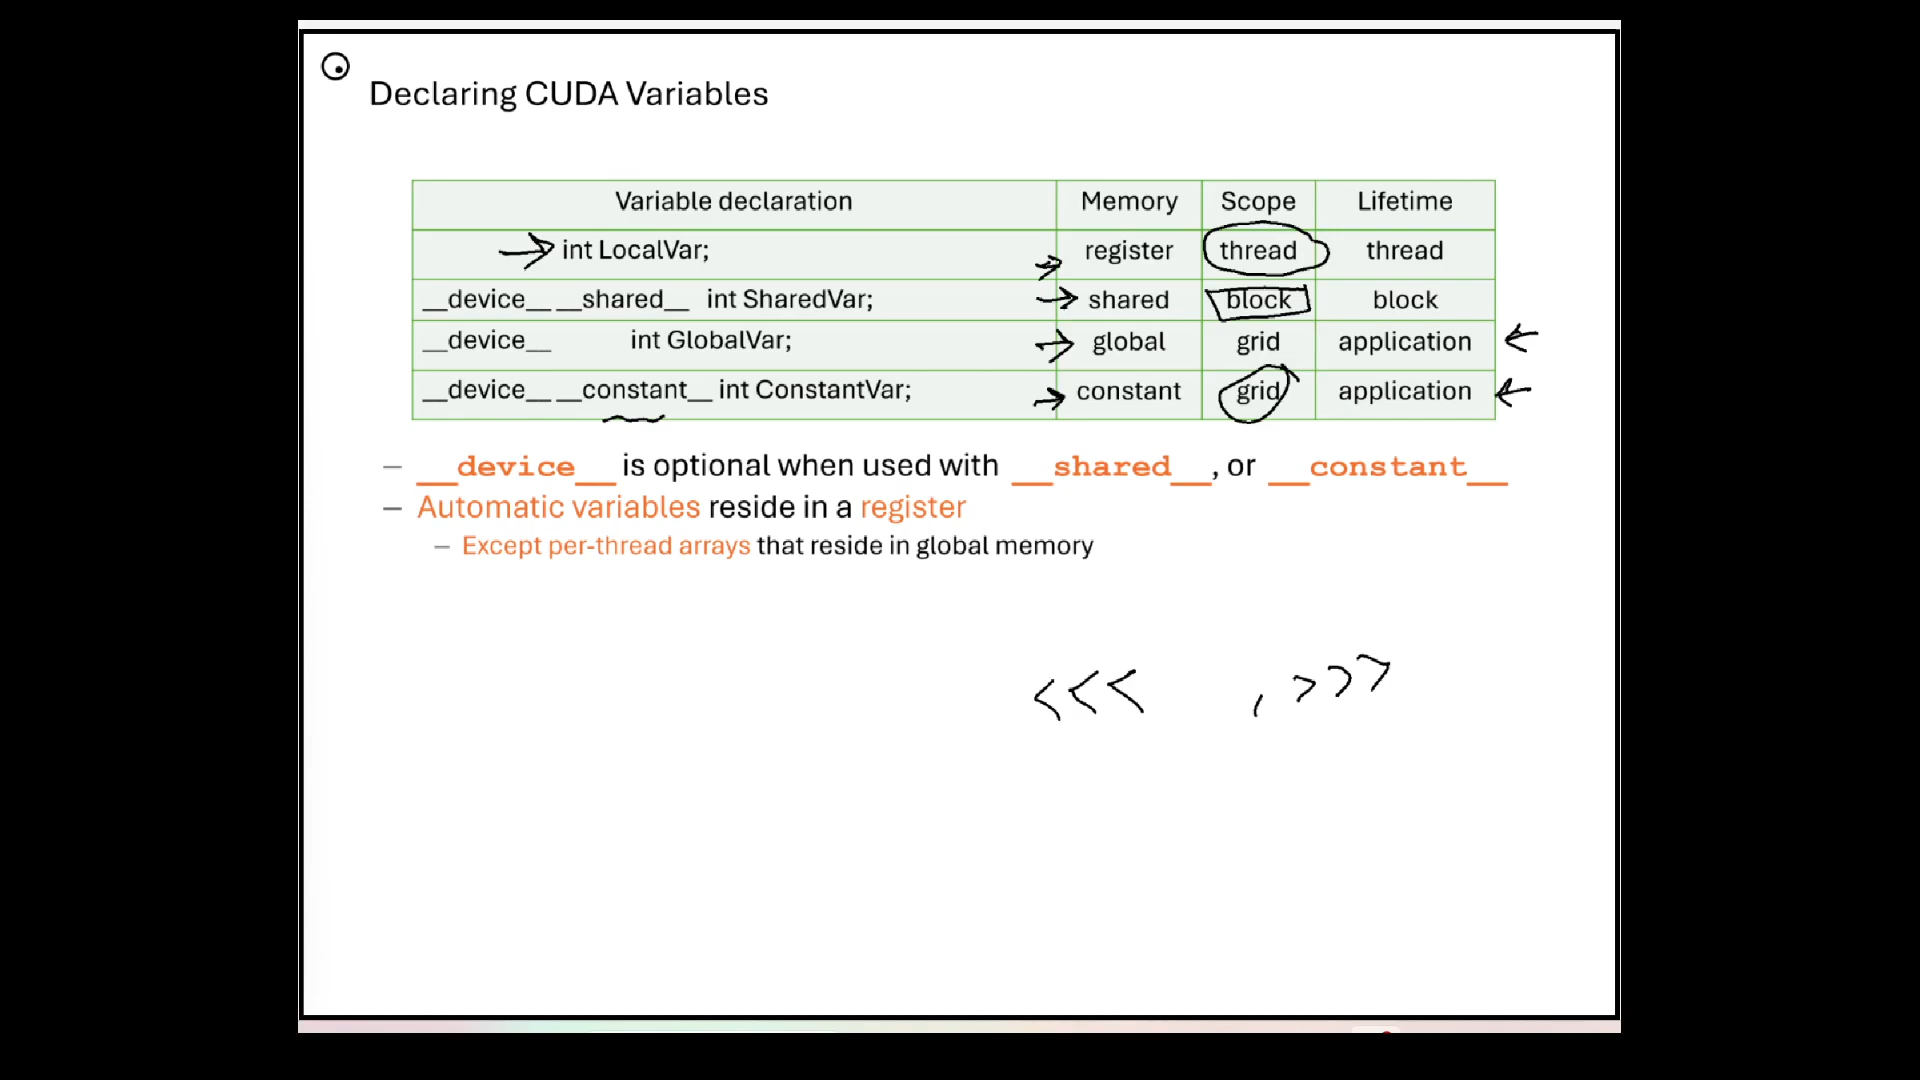 Declaring CUDA Variables
Variable declaration Memory Scope Lifetime
int LocalVar; register thread thread
__device__ __shared__ int SharedVar; shared block block
__device__ int GlobalVar; global grid application
__device__ __constant__ int ConstantVar; constant grid application
– __device__ is optional when used with __shared__, or __constant__
– Automatic variables reside in a register
– Except per-thread arrays that reside in global memory
<<< , >>>